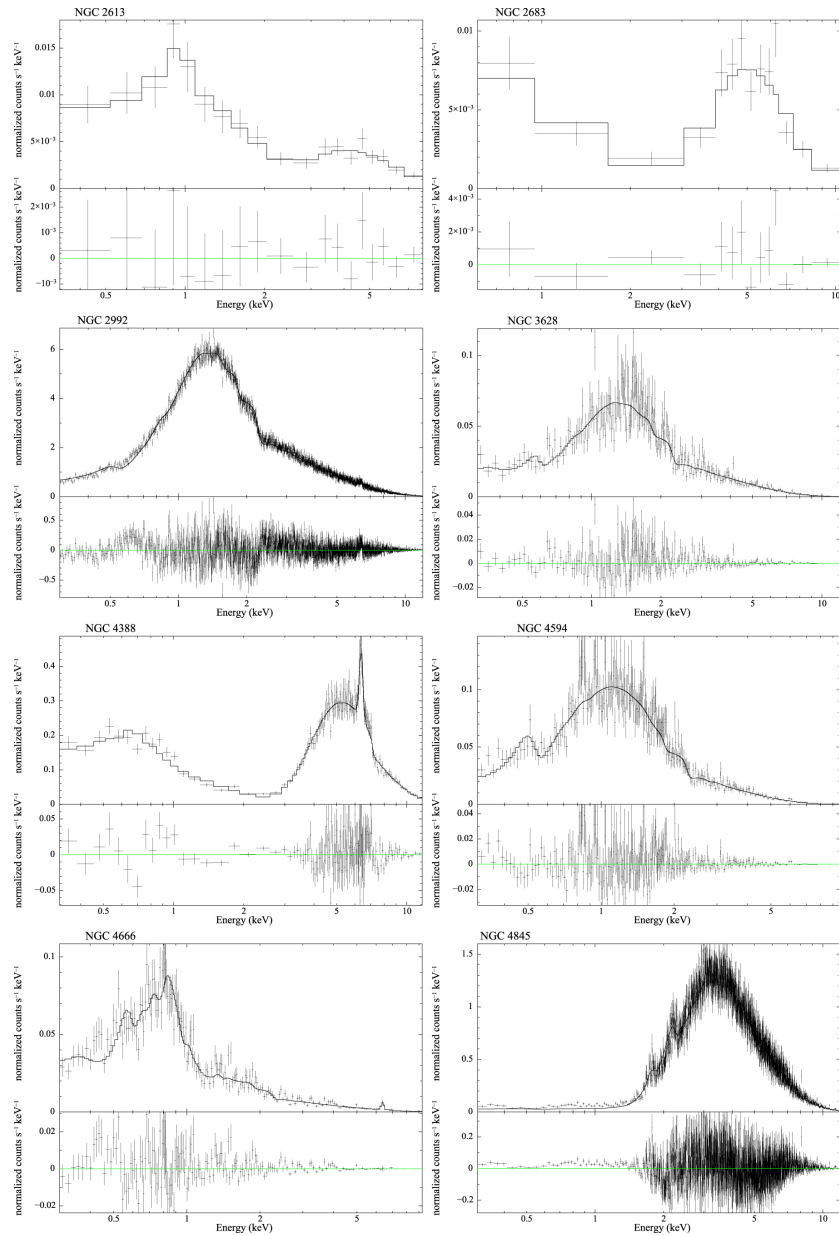 NGC 2613
NGC 2683
normalized counts s⁻¹ keV⁻¹
0.015
0.01
5×10⁻³
0
normalized counts s⁻¹ keV⁻¹
0.01
5×10⁻³
0
normalized counts s⁻¹ keV⁻¹
2×10⁻³
10⁻³
0
−10⁻³
normalized counts s⁻¹ keV⁻¹
4×10⁻³
2×10⁻³
0
1 2 5
Energy (keV)
1 2 5 10
Energy (keV)
NGC 2992
NGC 3628
normalized counts s⁻¹ keV⁻¹
6
4
2
0
normalized counts s⁻¹ keV⁻¹
0.1
0.05
0
normalized counts s⁻¹ keV⁻¹
0.5
0
−0.5
normalized counts s⁻¹ keV⁻¹
0.04
0.02
0
−0.02
0.5 1 2 5 10
Energy (keV)
0.5 1 2 5 10
Energy (keV)
NGC 4388
NGC 4594
normalized counts s⁻¹ keV⁻¹
0.4
0.3
0.2
0.1
0
normalized counts s⁻¹ keV⁻¹
0.1
0.05
0
normalized counts s⁻¹ keV⁻¹
0.05
0
−0.05
normalized counts s⁻¹ keV⁻¹
0.04
0.02
0
−0.02
0.5 1 2 5 10
Energy (keV)
0.5 1 2 5
Energy (keV)
NGC 4666
NGC 4845
normalized counts s⁻¹ keV⁻¹
0.1
0.05
0
normalized counts s⁻¹ keV⁻¹
1.5
1
0.5
0
normalized counts s⁻¹ keV⁻¹
0.02
0
−0.02
normalized counts s⁻¹ keV⁻¹
0.2
0
−0.2
0.5 1 2 5
Energy (keV)
0.5 1 2 5 10
Energy (keV)